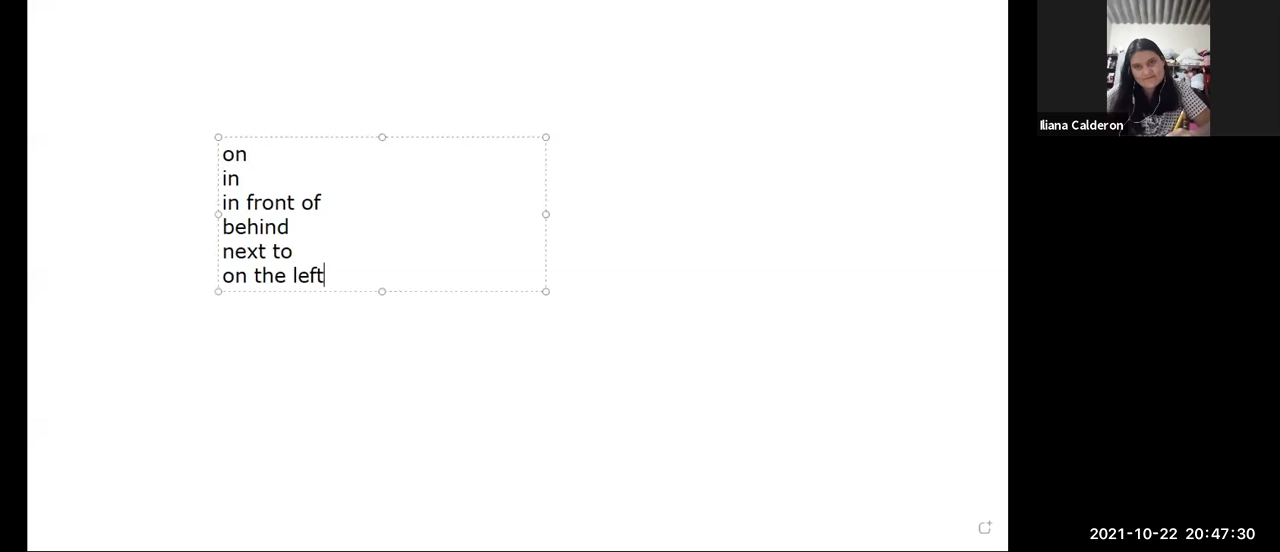 on
in
in front of
behind
next to
on the left
Iliana Calderon
2021-10-22 20:47:30